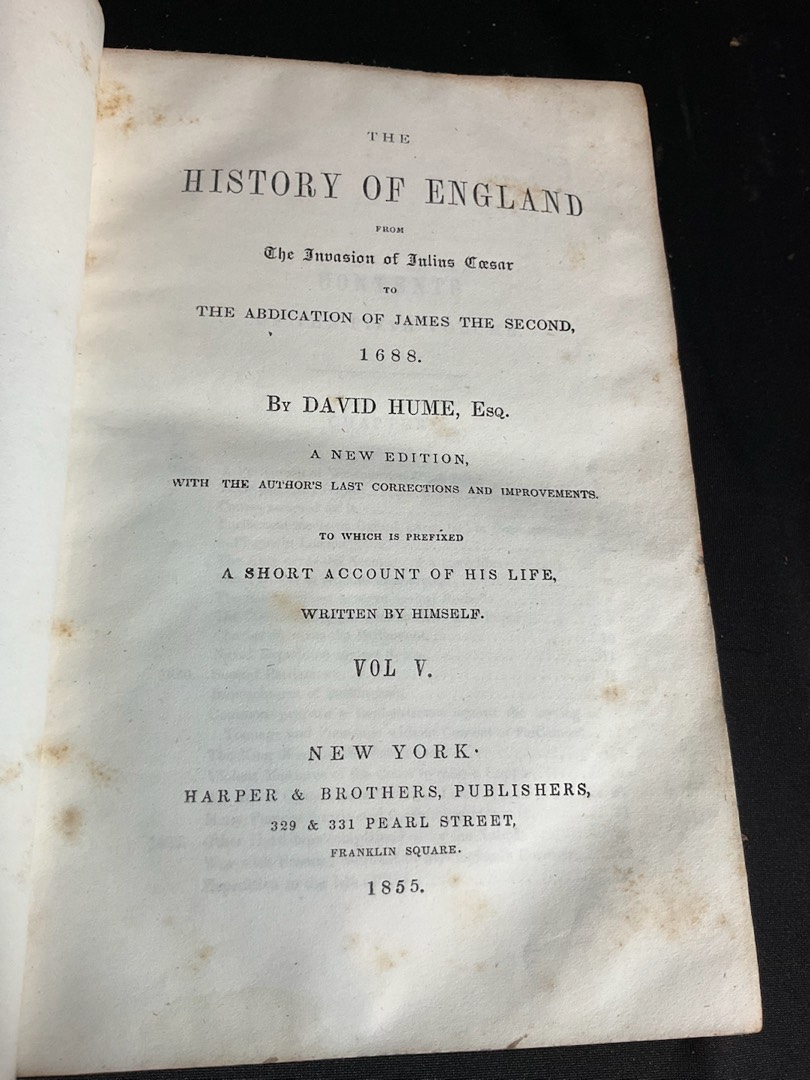 THE
HISTORY OF ENGLAND
FROM
The Invasion of Julius Cæsar
TO
THE ABDICATION OF JAMES THE SECOND,
1688.
By DAVID HUME, Esq.
A NEW EDITION,
WITH THE AUTHOR'S LAST CORRECTIONS AND IMPROVEMENTS.
TO WHICH IS PREFIXED
A SHORT ACCOUNT OF HIS LIFE,
WRITTEN BY HIMSELF.
VOL V.
NEW YORK·
HARPER & BROTHERS, PUBLISHERS,
329 & 331 PEARL STREET,
FRANKLIN SQUARE.
1855.